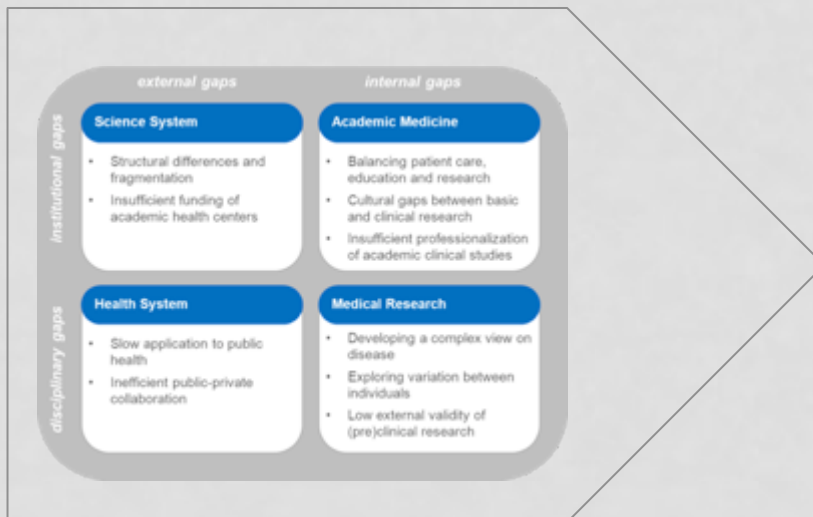 external gaps
internal gaps
institutional gaps
Science System
• Structural differences and
fragmentation
• Insufficient funding of
academic health centers
Academic Medicine
• Balancing patient care,
education and research
• Cultural gaps between basic
and clinical research
• Insufficient professionalization
of academic clinical studies
disciplinary gaps
Health System
• Slow application to public
health
• Inefficient public-private
collaboration
Medical Research
• Developing a complex view on
disease
• Exploring variation between
individuals
• Low external validity of
(pre)clinical research